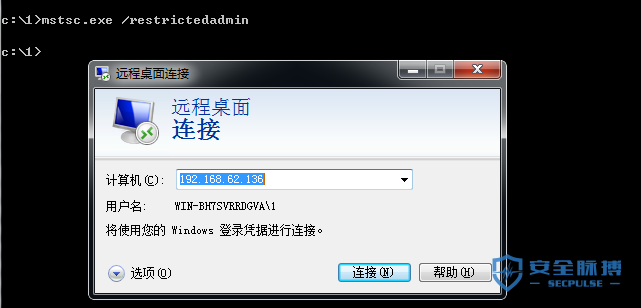 c:\1>mstsc.exe /restrictedadmin
c:\1>
远程桌面连接
远程桌面
连接
计算机(C):
192.168.62.136
用户名:
WIN-BH7SVRRDGVA\1
将使用您的 Windows 登录凭据进行连接。
选项(O)
连接(N)
帮助(H)
安全脉搏
SECPULSE